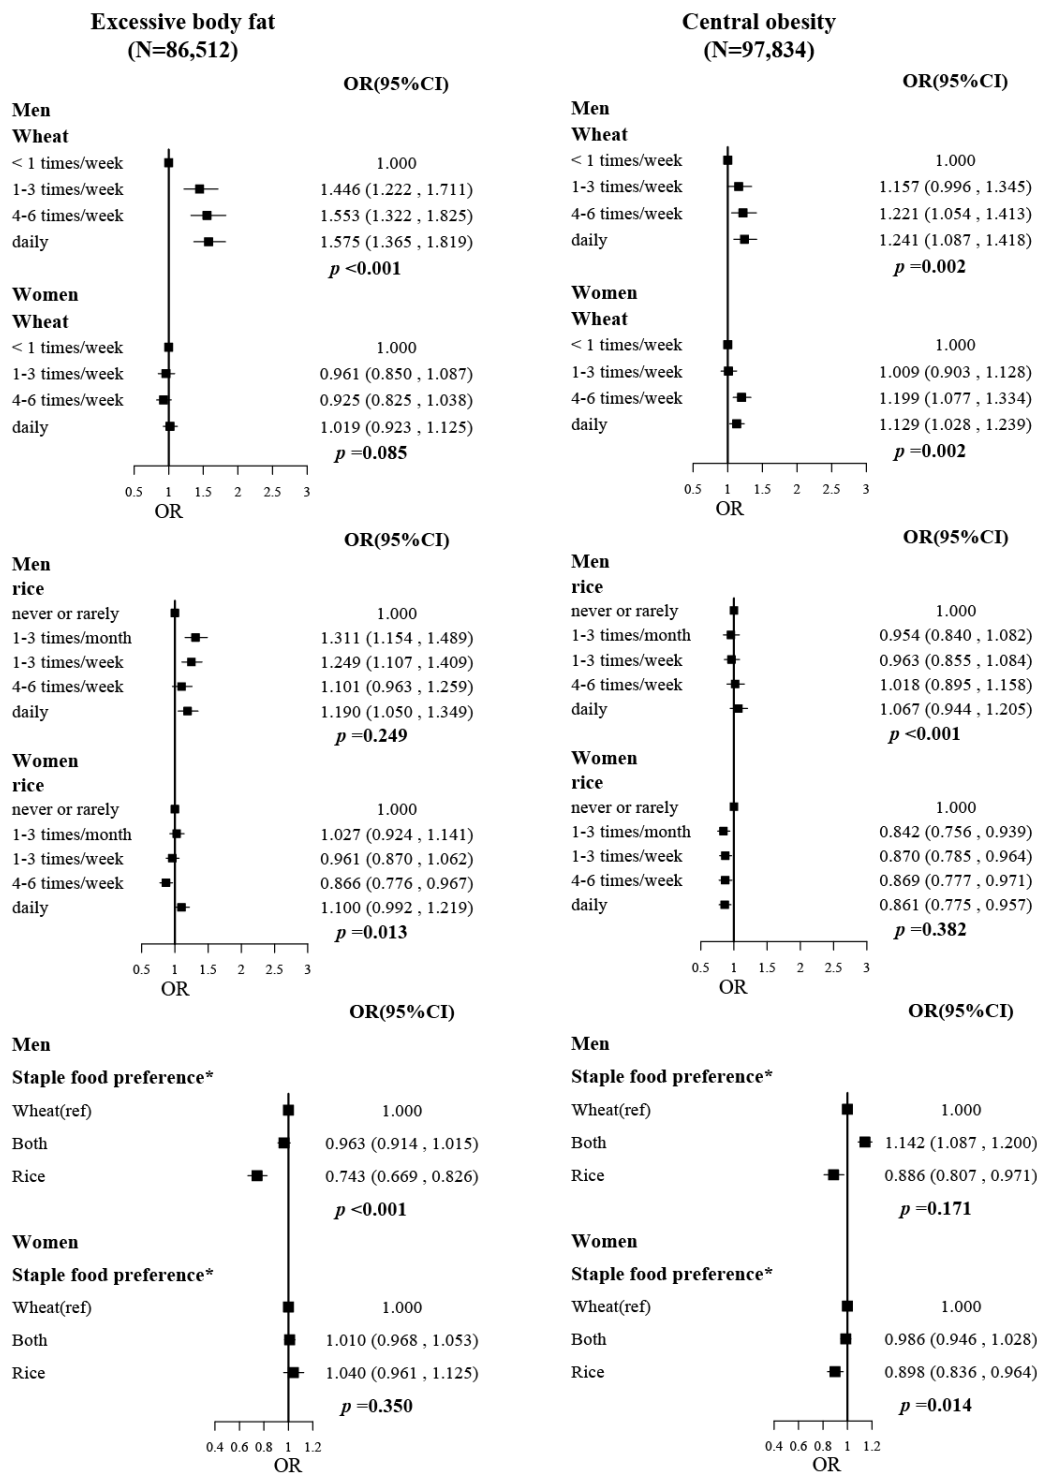 Excessive body fat
(N=86,512)
OR(95%CI)
Men
Wheat
< 1 times/week 1.000
1-3 times/week 1.446 (1.222 , 1.711)
4-6 times/week 1.553 (1.322 , 1.825)
daily 1.575 (1.365 , 1.819)
p <0.001
Women
Wheat
< 1 times/week 1.000
1-3 times/week 0.961 (0.850 , 1.087)
4-6 times/week 0.925 (0.825 , 1.038)
daily 1.019 (0.923 , 1.125)
p =0.085
0.5 1 1.5 2 2.5 3
OR
Central obesity
(N=97,834)
OR(95%CI)
Men
Wheat
< 1 times/week 1.000
1-3 times/week 1.157 (0.996 , 1.345)
4-6 times/week 1.221 (1.054 , 1.413)
daily 1.241 (1.087 , 1.418)
p =0.002
Women
Wheat
< 1 times/week 1.000
1-3 times/week 1.009 (0.903 , 1.128)
4-6 times/week 1.199 (1.077 , 1.334)
daily 1.129 (1.028 , 1.239)
p =0.002
0.5 1 1.5 2 2.5 3
OR
OR(95%CI)
Men
rice
never or rarely 1.000
1-3 times/month 1.311 (1.154 , 1.489)
1-3 times/week 1.249 (1.107 , 1.409)
4-6 times/week 1.101 (0.963 , 1.259)
daily 1.190 (1.050 , 1.349)
p =0.249
Women
rice
never or rarely 1.000
1-3 times/month 1.027 (0.924 , 1.141)
1-3 times/week 0.961 (0.870 , 1.062)
4-6 times/week 0.866 (0.776 , 0.967)
daily 1.100 (0.992 , 1.219)
p =0.013
0.5 1 1.5 2 2.5 3
OR
OR(95%CI)
Men
rice
never or rarely 1.000
1-3 times/month 0.954 (0.840 , 1.082)
1-3 times/week 0.963 (0.855 , 1.084)
4-6 times/week 1.018 (0.895 , 1.158)
daily 1.067 (0.944 , 1.205)
p <0.001
Women
rice
never or rarely 1.000
1-3 times/month 0.842 (0.756 , 0.939)
1-3 times/week 0.870 (0.785 , 0.964)
4-6 times/week 0.869 (0.777 , 0.971)
daily 0.861 (0.775 , 0.957)
p =0.382
0.5 1 1.5 2 2.5 3
OR
OR(95%CI)
Men
Staple food preference*
Wheat(ref) 1.000
Both 0.963 (0.914 , 1.015)
Rice 0.743 (0.669 , 0.826)
p <0.001
Women
Staple food preference*
Wheat(ref) 1.000
Both 1.010 (0.968 , 1.053)
Rice 1.040 (0.961 , 1.125)
p =0.350
0.4 0.6 0.8 1 1.2
OR
OR(95%CI)
Men
Staple food preference*
Wheat(ref) 1.000
Both 1.142 (1.087 , 1.200)
Rice 0.886 (0.807 , 0.971)
p =0.171
Women
Staple food preference*
Wheat(ref) 1.000
Both 0.986 (0.946 , 1.028)
Rice 0.898 (0.836 , 0.964)
p =0.014
0.4 0.6 0.8 1 1.2
OR